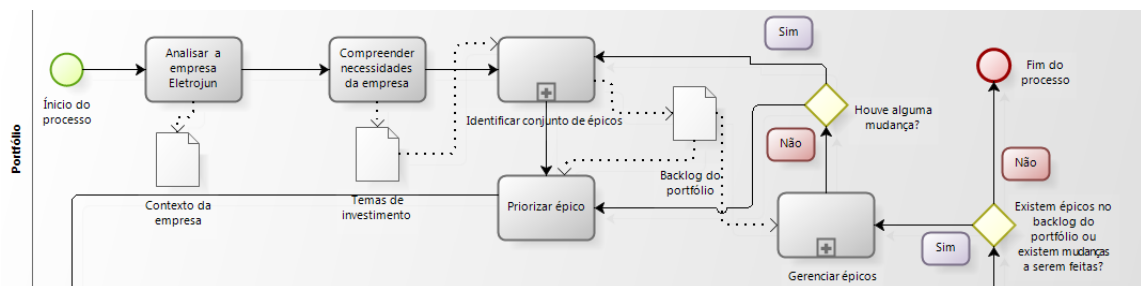 Portfólio
Ínicio do
processo
Analisar a
empresa
Eletrojun
Contexto da
empresa
Compreender
necessidades
da empresa
Temas de
investimento
Identificar conjunto de épicos
Priorizar épico
Backlog do
portfólio
Sim
Houve alguma
mudança?
Não
Gerenciar épicos
Sim
Fim do
processo
Não
Existem épicos no
backlog do
portfólio ou
existem mudanças
a serem feitas?